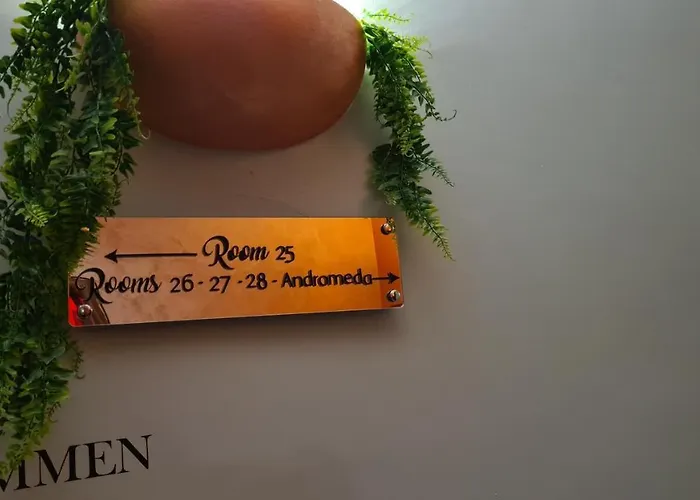 Room 25
Rooms 26 - 27 - 28 - Andromeda
MMEN